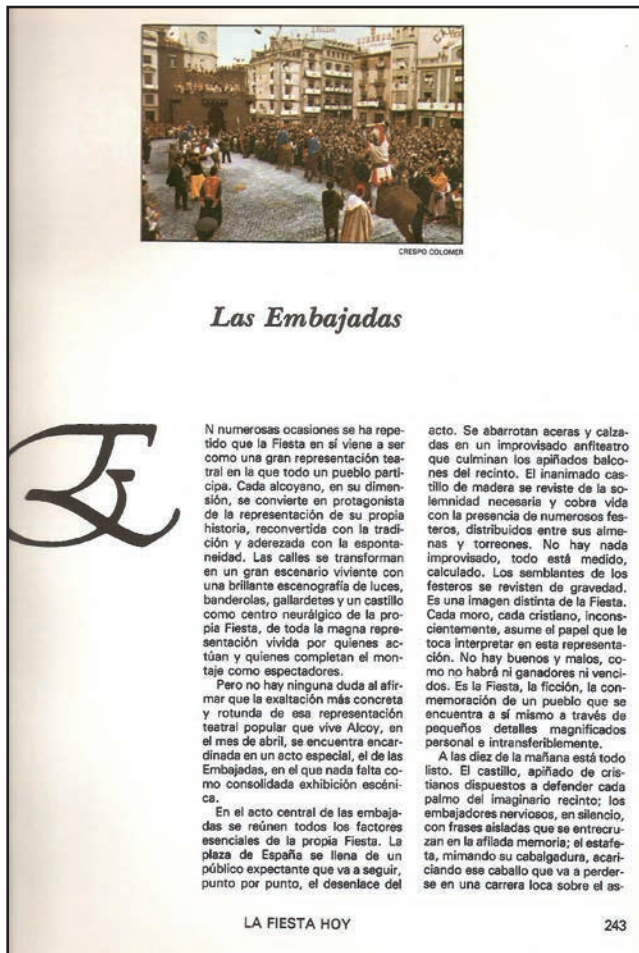 CRESPO COLOMER
Las Embajadas
EN numerosas ocasiones se ha repe-
tido que la Fiesta en sí viene a ser
como una gran representación tea-
tral en la que todo un pueblo parti-
cipa. Cada alcoyano, en su dimen-
sión, se convierte en protagonista
de la representación de su propia
historia, reconvertida con la tradi-
ción y aderezada con la esponta-
neidad. Las calles se transforman
en un gran escenario viviente con
una brillante escenografía de luces,
banderolas, gallardetes y un castillo
como centro neurálgico de la pro-
pia Fiesta, de toda la magna repre-
sentación vivida por quienes ac-
túan y quienes completan el mon-
taje como espectadores.
Pero no hay ninguna duda al afir-
mar que la exaltación más concreta
y rotunda de esa representación
teatral popular que vive Alcoy, en
el mes de abril, se encuentra encar-
dinada en un acto especial, el de las
Embajadas, en el que nada falta co-
mo consolidada exhibición escéni-
ca.
En el acto central de las embaja-
das se reúnen todos los factores
esenciales de la propia Fiesta. La
plaza de España se llena de un
público expectante que va a seguir,
punto por punto, el desenlace del
acto. Se abarrotan aceras y calza-
das en un improvisado anfiteatro
que culminan los apiñados balco-
nes del recinto. El inanimado cas-
tillo de madera se reviste de la so-
lemnidad necesaria y cobra vida
con la presencia de numerosos fes-
teros, distribuidos entre sus alme-
nas y torreones. No hay nada
improvisado, todo está medido,
calculado. Los semblantes de los
festeros se revisten de gravedad.
Es una imagen distinta de la Fiesta.
Cada moro, cada cristiano, incons-
cientemente, asume el papel que le
toca interpretar en esta representa-
ción. No hay buenos y malos, co-
mo no habrá ni ganadores ni venci-
dos. Es la Fiesta, la ficción, la con-
memoración de un pueblo que se
encuentra a sí mismo a través de
pequeños detalles magnificados
personal e intransferiblemente.
A las diez de la mañana está todo
listo. El castillo, apiñado de cris-
tianos dispuestos a defender cada
palmo del imaginario recinto; los
embajadores nerviosos, en silencio,
con frases aisladas que se entrecru-
zan en la afilada memoria; el estafe-
ta, mimando su cabalgadura, acari-
ciando ese caballo que va a perder-
se en una carrera loca sobre el as-
LA FIESTA HOY
243